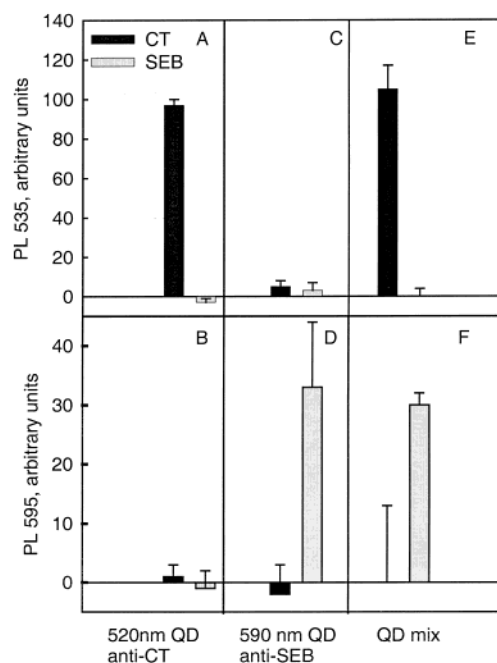 140
120
100
80
60
40
20
0
PL 535, arbitrary units
CT
SEB
A
C
E
40
30
20
10
0
PL 595, arbitrary units
B
D
F
520nm QD
anti-CT
590 nm QD
anti-SEB
QD mix